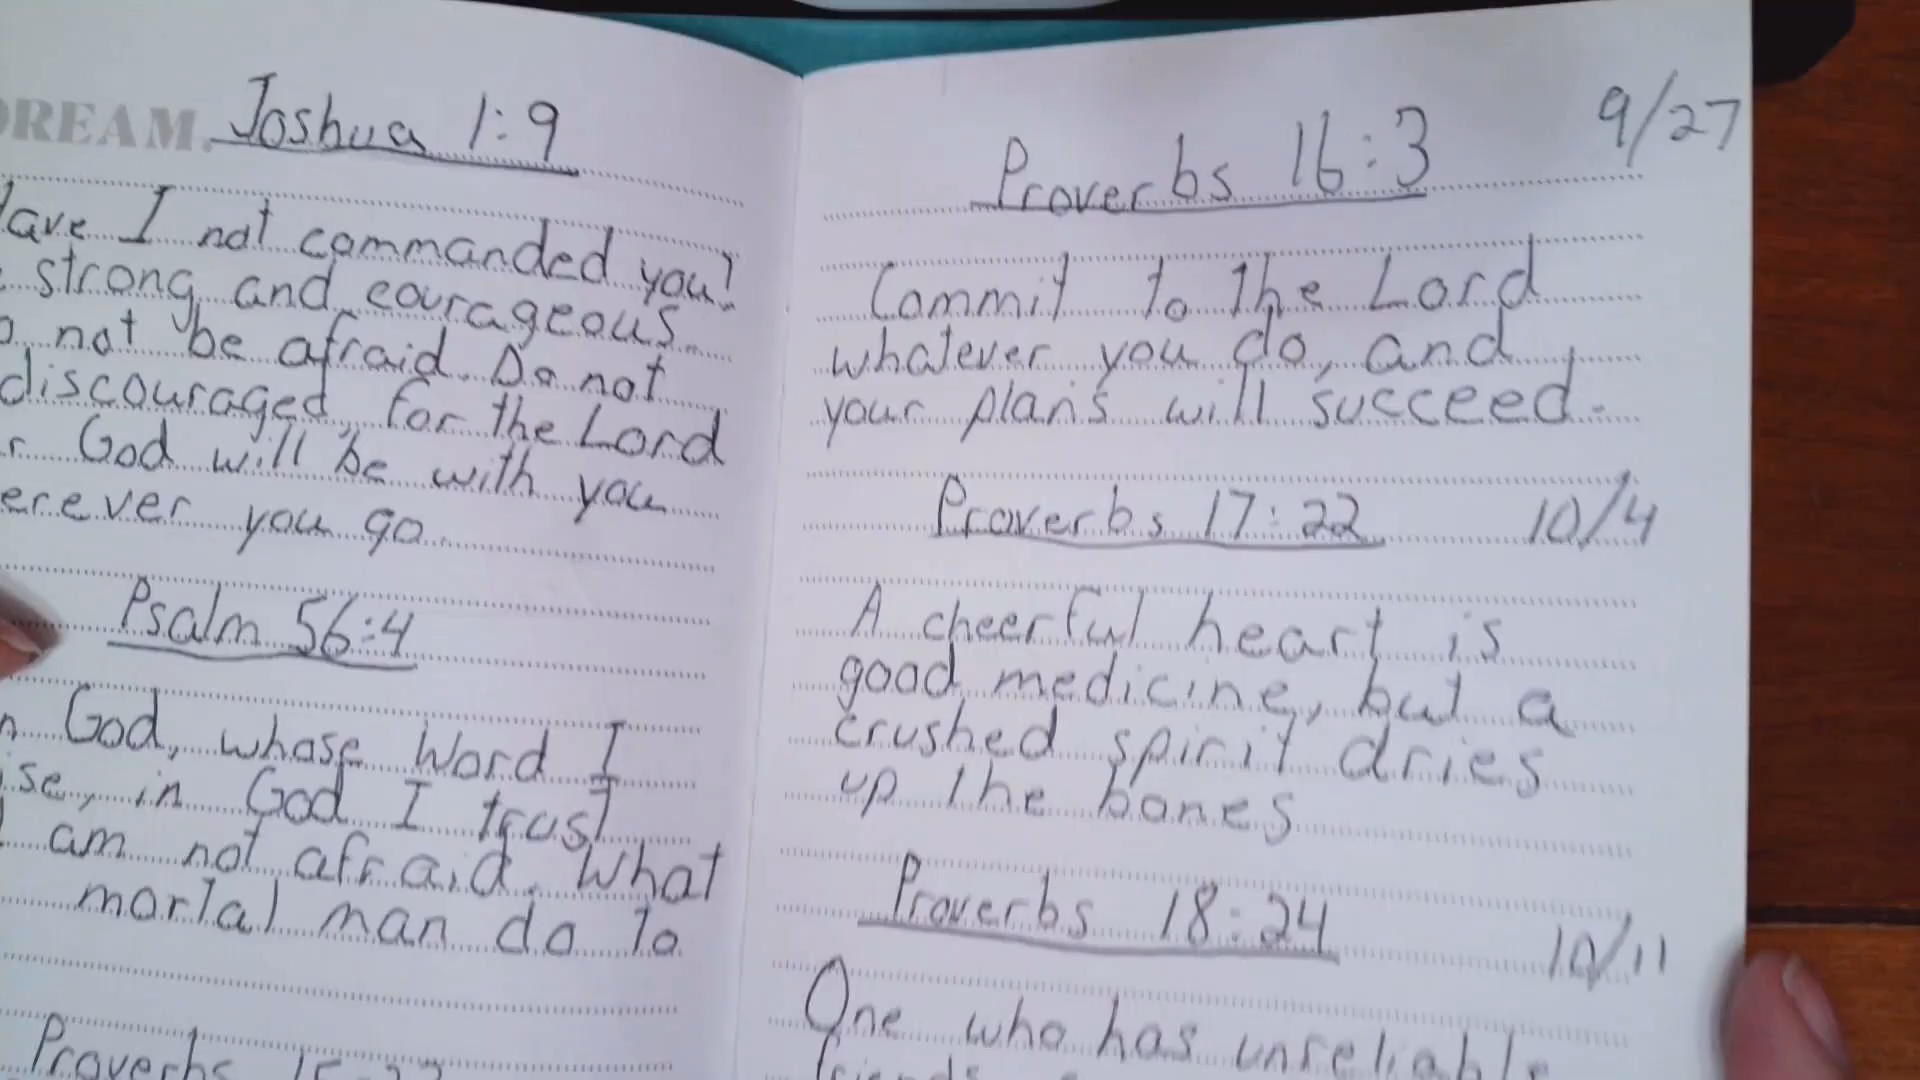 DREAM.
Joshua 1:9
Have I not commanded you?
strong and courageous
not be afraid. Do not
discouraged, for the Lord
God will be with you
erever you go.
Psalm 56:4
God, whose Word I
ise, in God I trust
am not afraid. What
mortal man do to
Proverbs
9/27
Proverbs 16:3
Commit to the Lord
whatever you do, and
your plans will succeed.
Proverbs 17:22 10/4
A cheerful heart is
good medicine, but a
crushed spirit dries
up the bones
Proverbs 18:24
10/11
One who has unreliable
friends